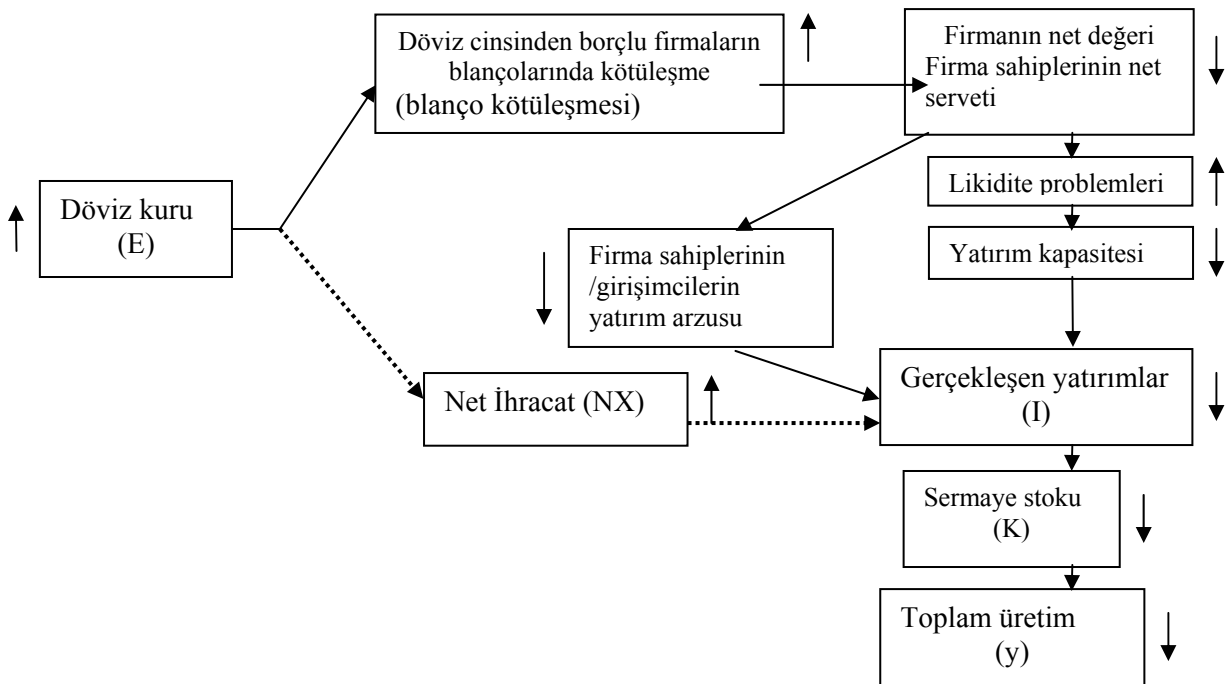 Döviz cinsinden borçlu firmaların
blançolarında kötüleşme
(blanço kötüleşmesi)
Firmanın net değeri
Firma sahiplerinin net
serveti
Likidite problemleri
Döviz kuru
(E)
Yatırım kapasitesi
Firma sahiplerinin
/girişimcilerin
yatırım arzusu
Net İhracat (NX)
Gerçekleşen yatırımlar
(I)
Sermaye stoku
(K)
Toplam üretim
(y)